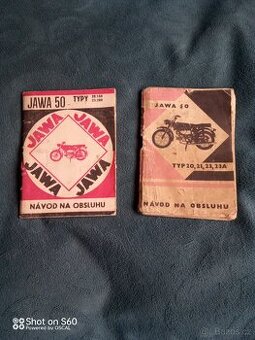 JAWA 50 TYPY
JAWA
JAWA
JAWA
JAWA
NÁVOD NA OBSLUHU
JAWA 50
TYP 20, 21, 23, 23A
NÁVOD NA OBSLUHU
Shot on S60
Powered by OSCAL